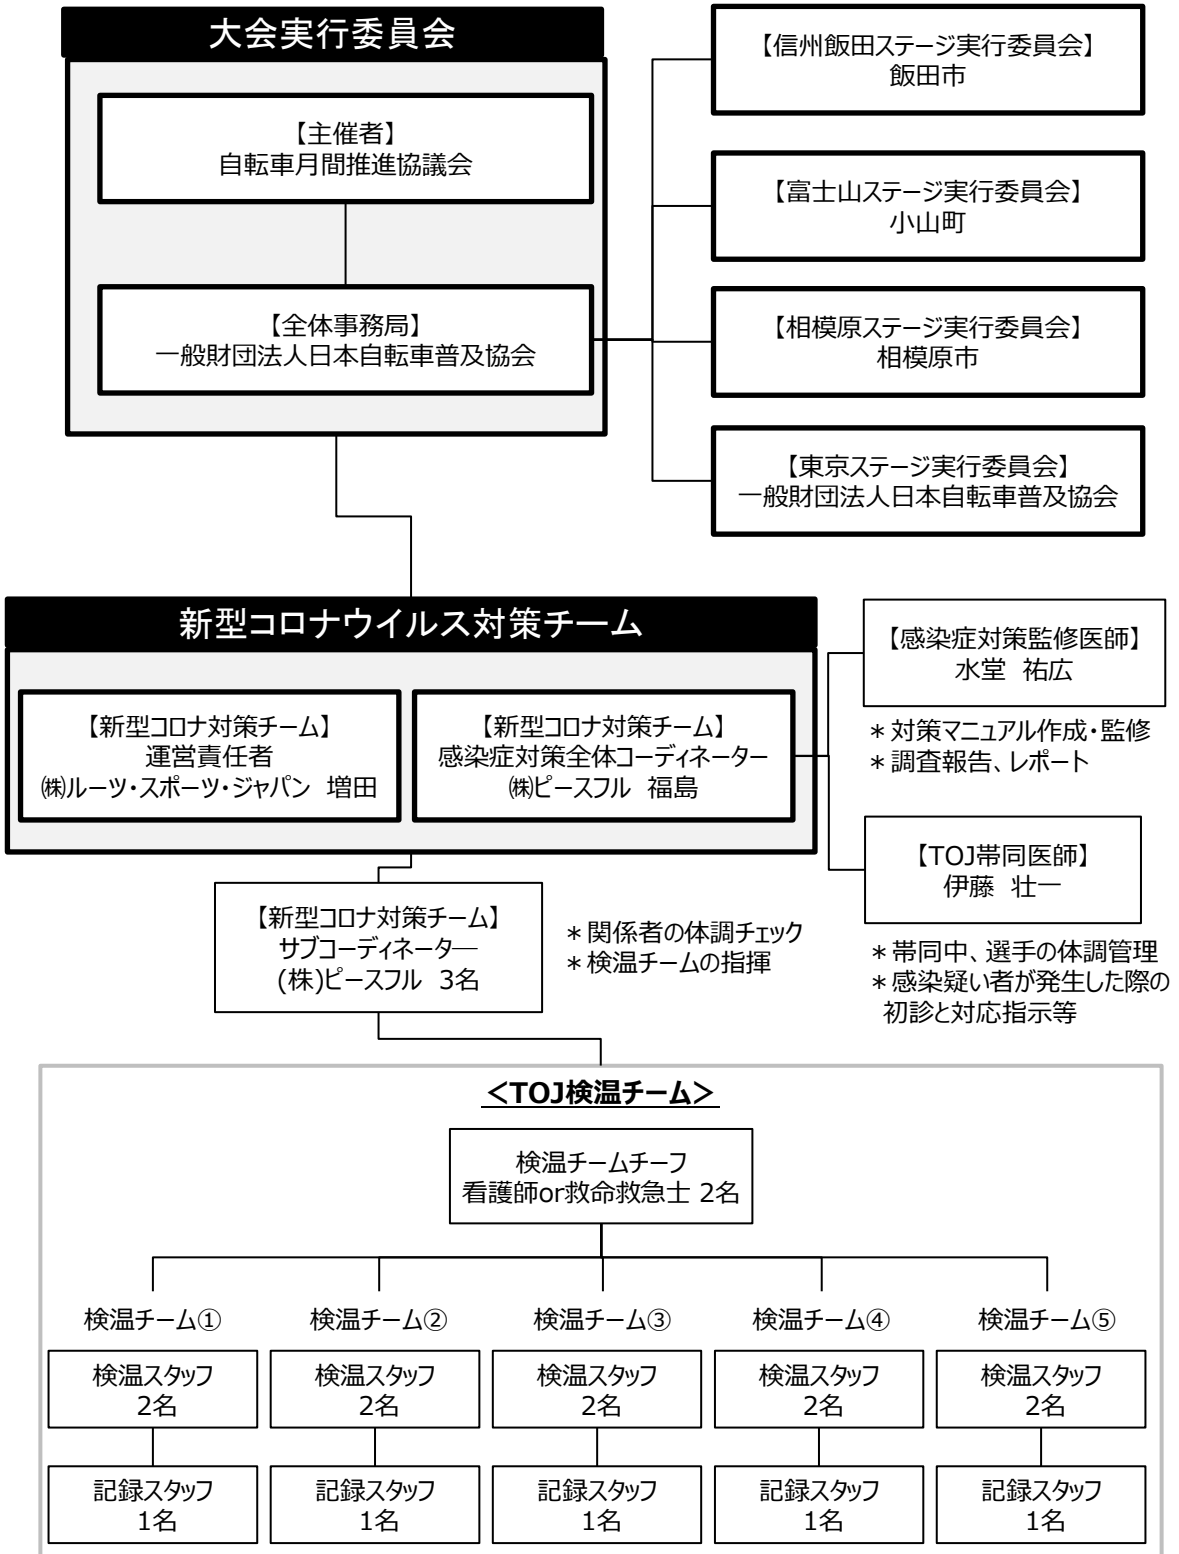 大会実行委員会
【主催者】
自転車月間推進協議会
【全体事務局】
一般財団法人日本自転車普及協会
【信州飯田ステージ実行委員会】
飯田市
【富士山ステージ実行委員会】
小山町
【相模原ステージ実行委員会】
相模原市
【東京ステージ実行委員会】
一般財団法人日本自転車普及協会
新型コロナウイルス対策チーム
【新型コロナ対策チーム】
運営責任者
㈱ルーツ・スポーツ・ジャパン 増田
【新型コロナ対策チーム】
感染症対策全体コーディネーター
㈱ピースフル 福島
【感染症対策監修医師】
水堂 祐広
＊対策マニュアル作成・監修
＊調査報告、レポート
【TOJ帯同医師】
伊藤 壮一
＊帯同中、選手の体調管理
＊感染疑い者が発生した際の
初診と対応指示等
【新型コロナ対策チーム】
サブコーディネーター
(株)ピースフル 3名
＊関係者の体調チェック
＊検温チームの指揮
＜TOJ検温チーム＞
検温チームチーフ
看護師or救命救急士 2名
検温チーム①
検温チーム②
検温チーム③
検温チーム④
検温チーム⑤
検温スタッフ
2名
検温スタッフ
2名
検温スタッフ
2名
検温スタッフ
2名
検温スタッフ
2名
記録スタッフ
1名
記録スタッフ
1名
記録スタッフ
1名
記録スタッフ
1名
記録スタッフ
1名